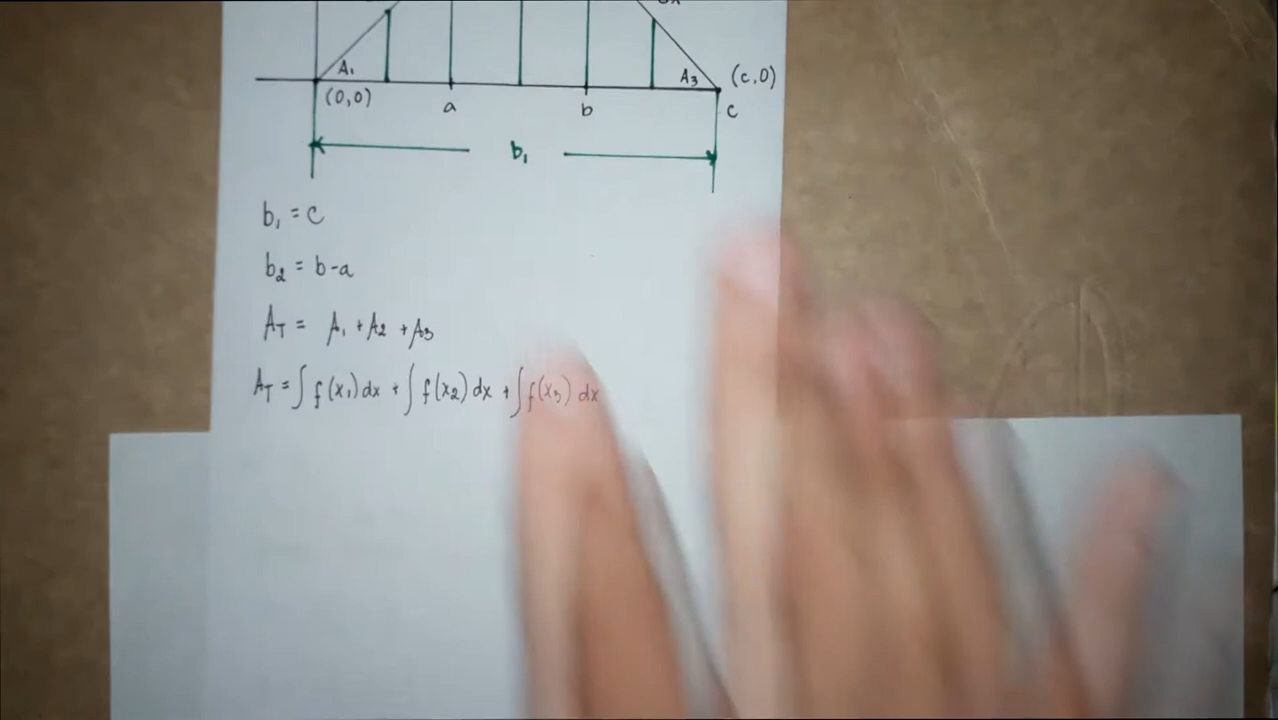 A₁ A₃ (c,0)
(0,0) a b c
b₁
b₁ = c
b₂ = b-a
A_T = A₁ + A₂ + A₃
A_T = ∫ f(x₁) dx + ∫ f(x₂) dx + ∫ f(x₃) dx